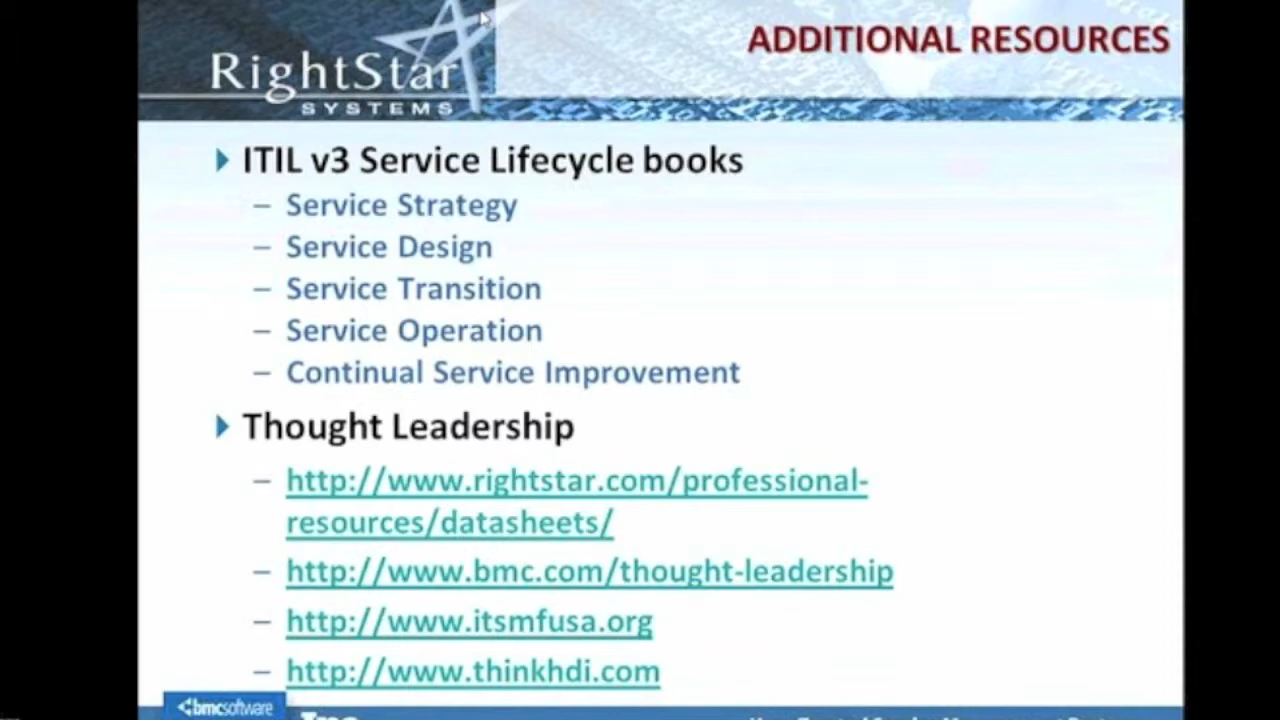 RightStar
SYSTEMS
ADDITIONAL RESOURCES
ITIL v3 Service Lifecycle books
– Service Strategy
– Service Design
– Service Transition
– Service Operation
– Continual Service Improvement
Thought Leadership
– http://www.rightstar.com/professional-
resources/datasheets/
– http://www.bmc.com/thought-leadership
– http://www.itsmfusa.org
– http://www.thinkhdi.com
bmcsoftware